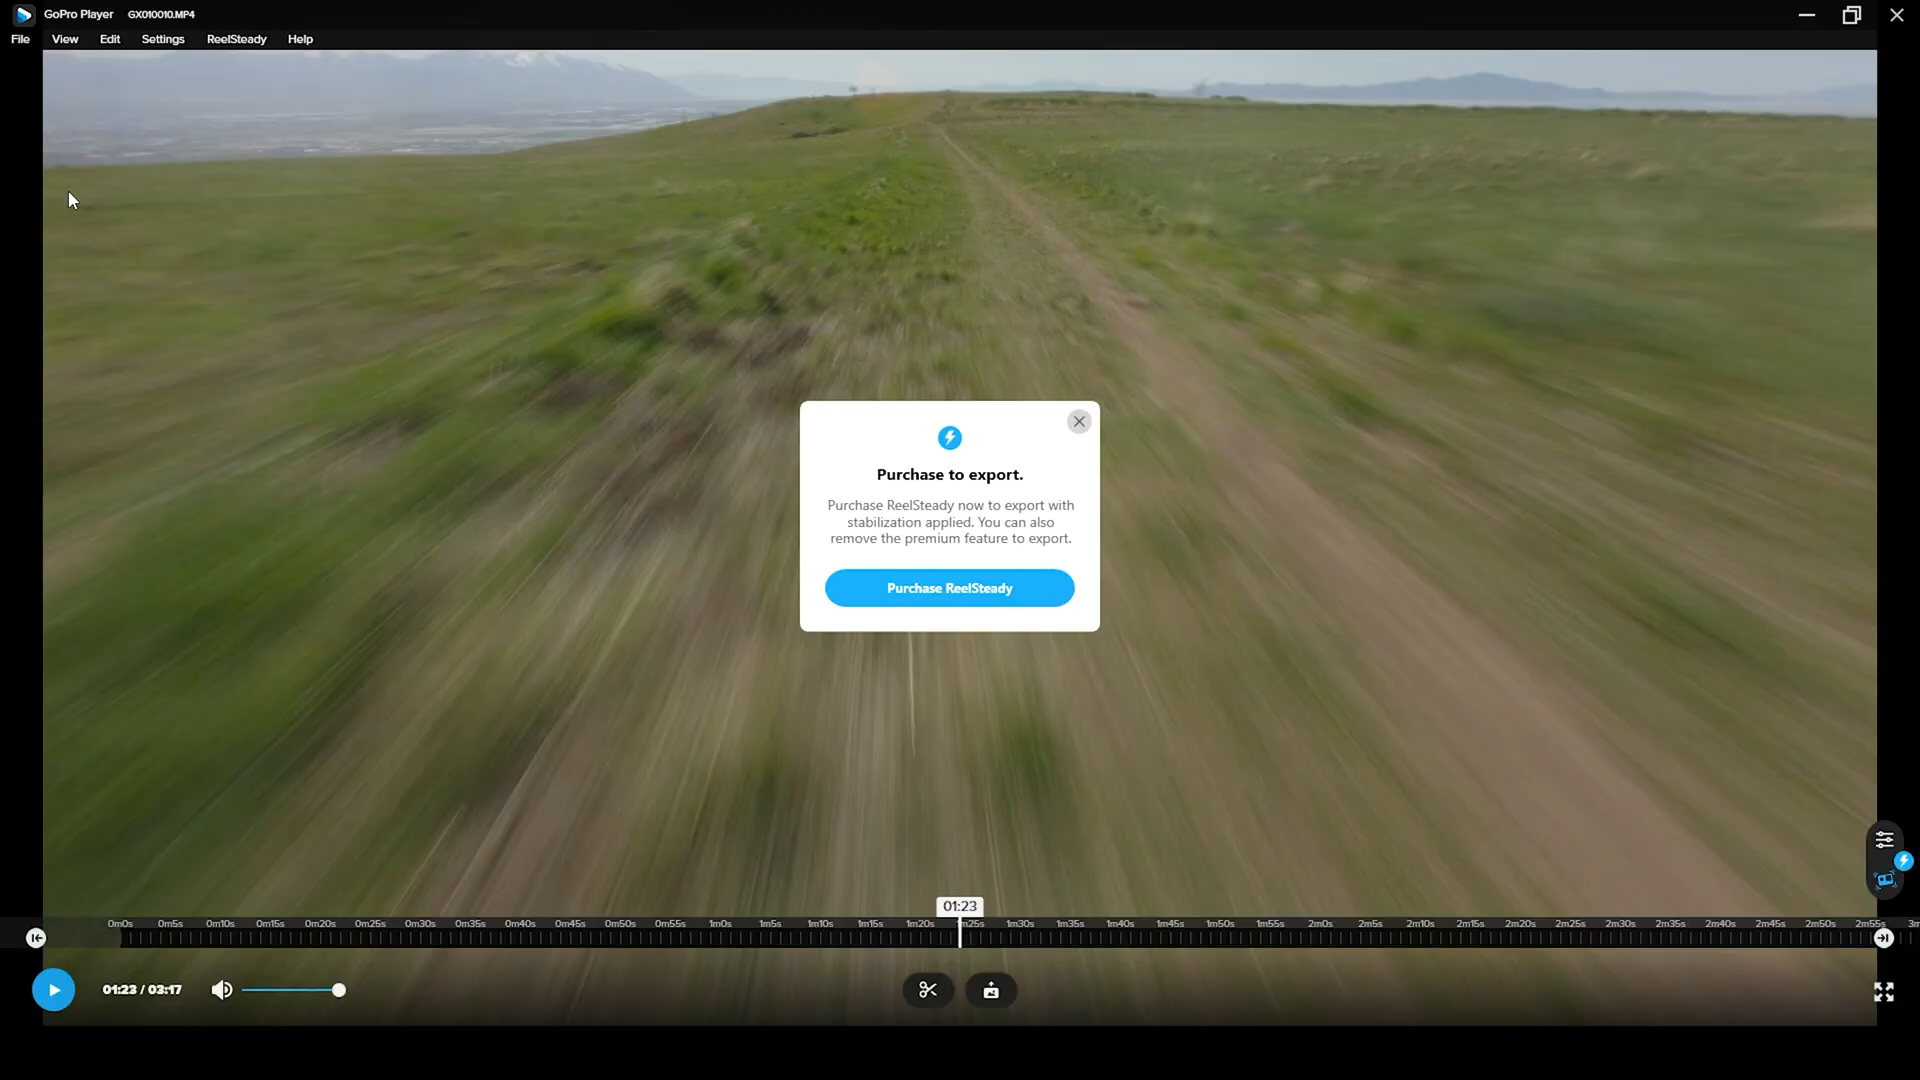 GoPro Player GX010010.MP4
File View Edit Settings ReelSteady Help
Purchase to export.
Purchase ReelSteady now to export with
stabilization applied. You can also
remove the premium feature to export.
Purchase ReelSteady
01:23
0m0s 0m5s 0m10s 0m15s 0m20s 0m25s 0m30s 0m35s 0m40s 0m45s 0m50s 0m55s 1m0s 1m5s 1m10s 1m15s 1m20s 1m25s 1m30s 1m35s 1m40s 1m45s 1m50s 1m55s 2m0s 2m5s 2m10s 2m15s 2m20s 2m25s 2m30s 2m35s 2m40s 2m45s 2m50s 2m55s
01:23 / 03:17